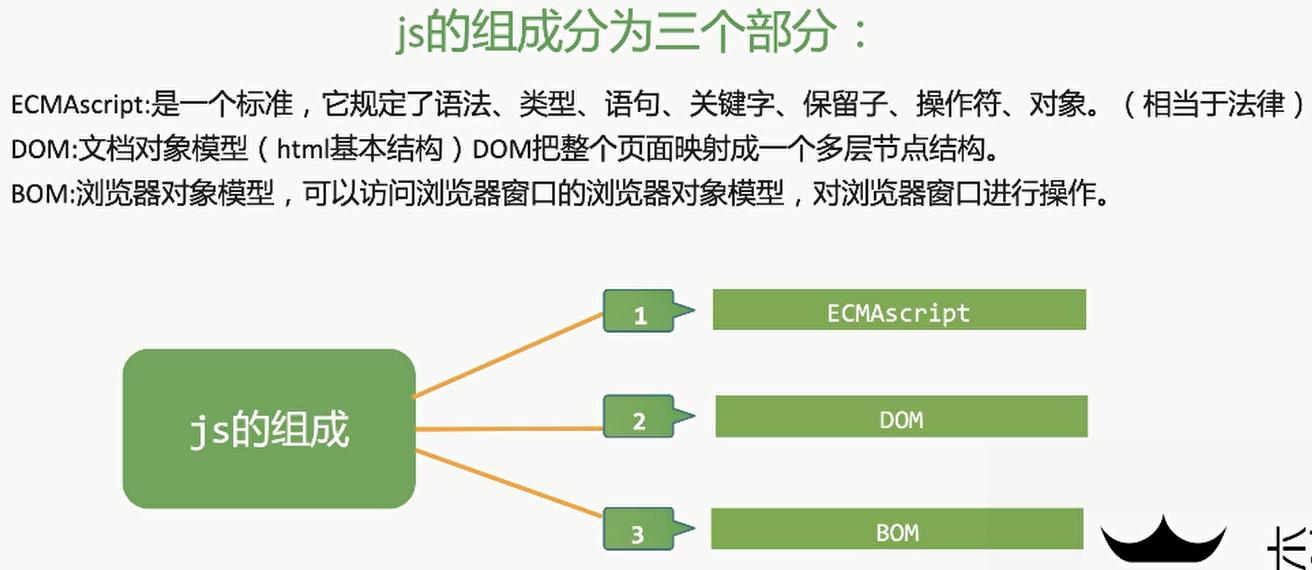 js的组成分为三个部分：
ECMAscript:是一个标准，它规定了语法、类型、语句、关键字、保留子、操作符、对象。（相当于法律）
DOM:文档对象模型（html基本结构）DOM把整个页面映射成一个多层节点结构。
BOM:浏览器对象模型，可以访问浏览器窗口的浏览器对象模型，对浏览器窗口进行操作。
js的组成
1
ECMAscript
2
DOM
3
BOM